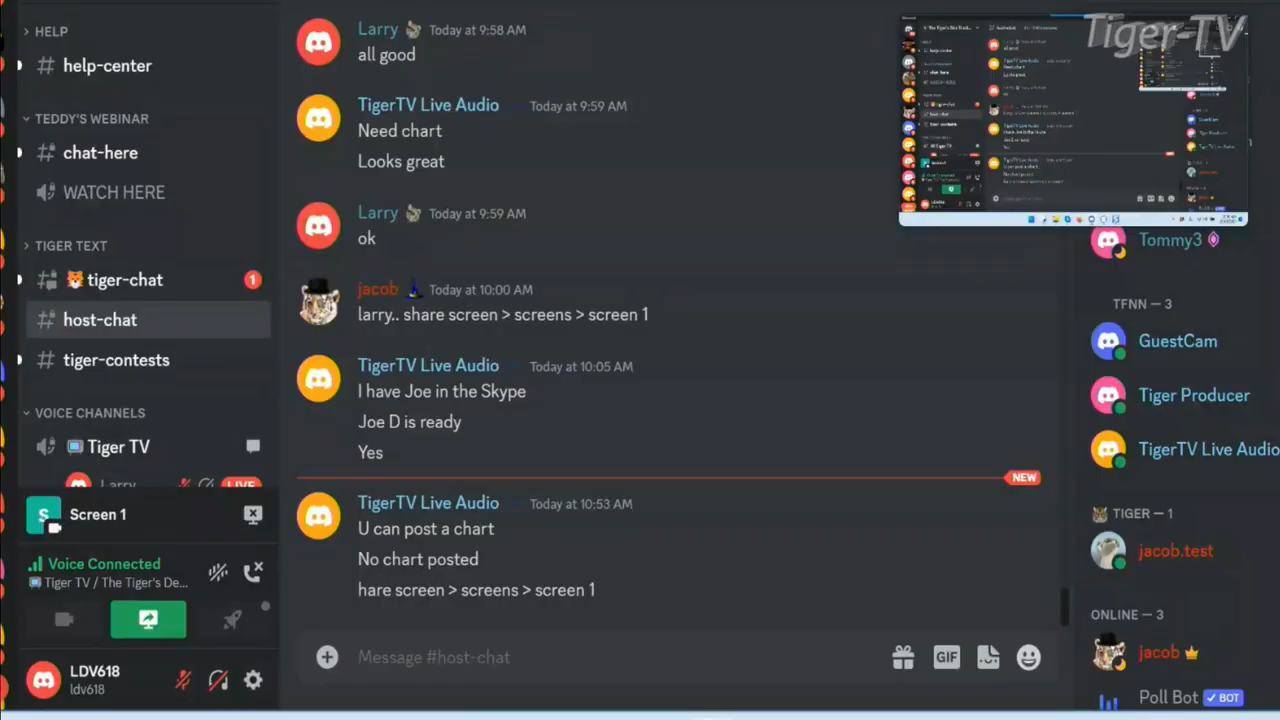 HELP
# help-center
TEDDY'S WEBINAR
# chat-here
WATCH HERE
TIGER TEXT
tiger-chat
1
host-chat
# tiger-contests
VOICE CHANNELS
Tiger TV
Larry
LIVE
S
Screen 1
Voice Connected
Tiger TV / The Tiger's De...
LDV618
ldv618
Larry Today at 9:58 AM
all good
TigerTV Live Audio Today at 9:59 AM
Need chart
Looks great
Larry Today at 9:59 AM
ok
jacob Today at 10:00 AM
larry.. share screen > screens > screen 1
TigerTV Live Audio Today at 10:05 AM
I have Joe in the Skype
Joe D is ready
Yes
NEW
TigerTV Live Audio Today at 10:53 AM
U can post a chart
No chart posted
hare screen > screens > screen 1
Message #host-chat
GIF
Tiger-TV
Tommy3
TFNN — 3
GuestCam
Tiger Producer
TigerTV Live Audio
TIGER — 1
jacob.test
ONLINE — 3
jacob
Poll Bot ✓ BOT